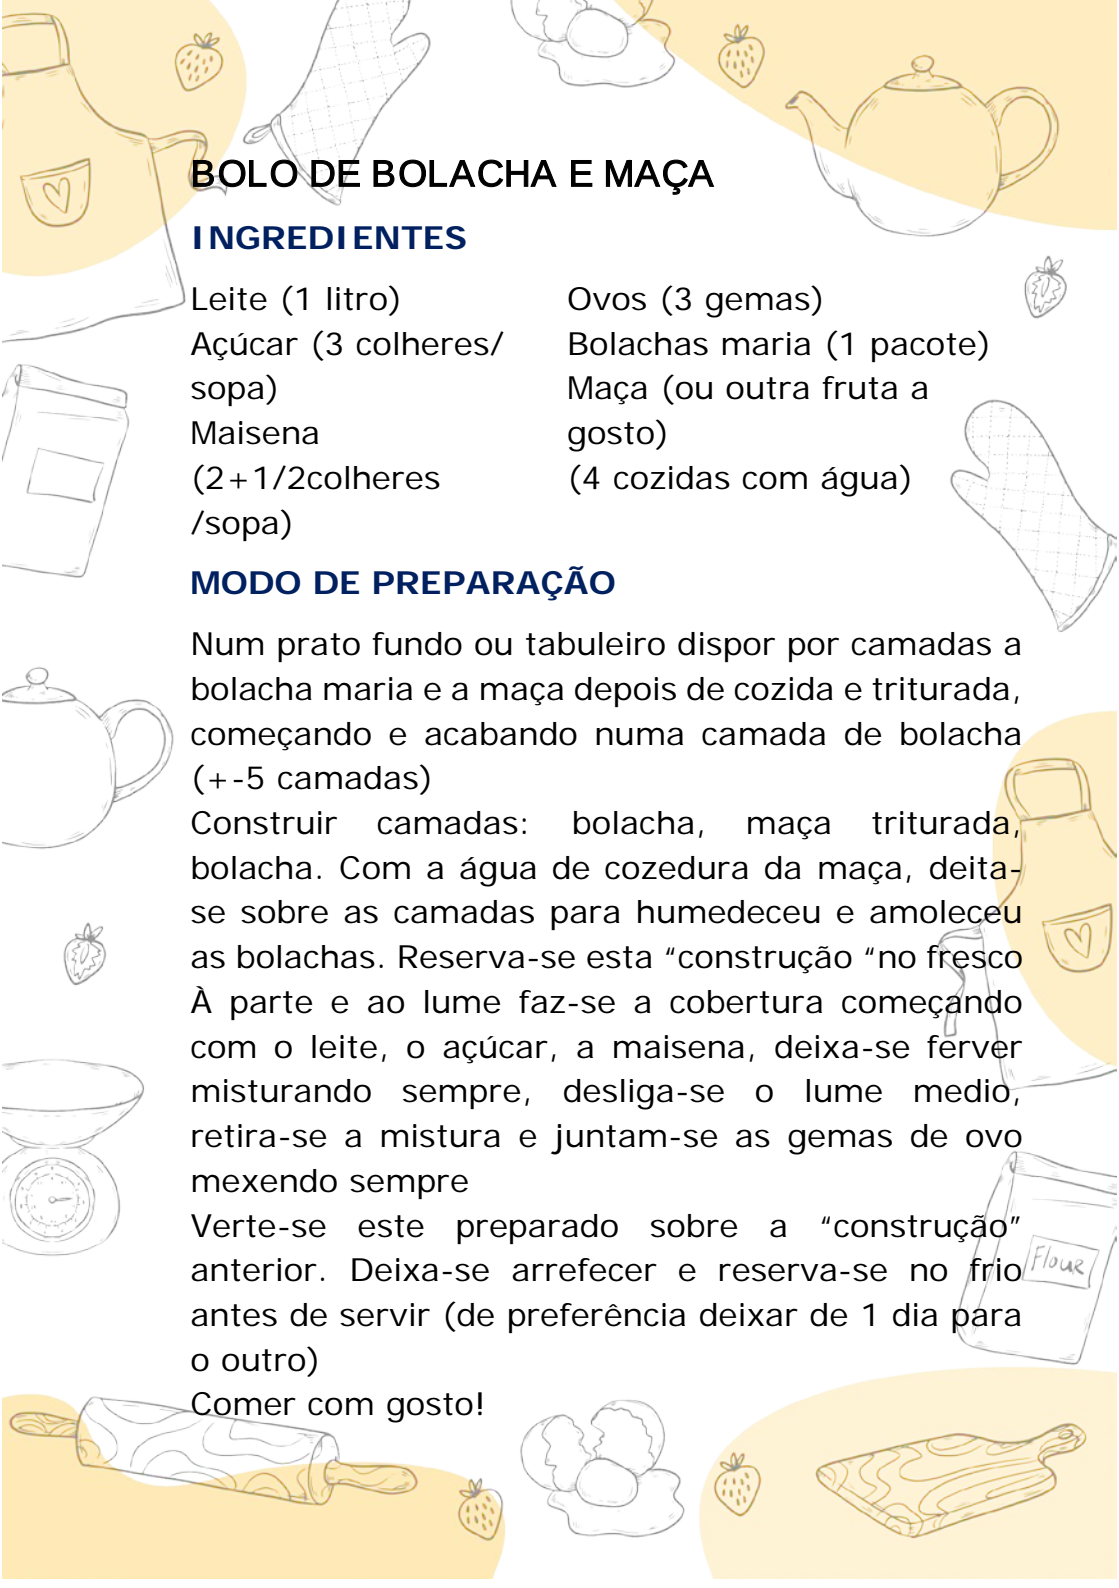 BOLO DE BOLACHA E MAÇA
INGREDIENTES
Leite (1 litro)
Açúcar (3 colheres/
sopa)
Maisena
(2+1/2colheres
/sopa)
Ovos (3 gemas)
Bolachas maria (1 pacote)
Maça (ou outra fruta a
gosto)
(4 cozidas com água)
MODO DE PREPARAÇÃO
Num prato fundo ou tabuleiro dispor por camadas a
bolacha maria e a maça depois de cozida e triturada,
começando e acabando numa camada de bolacha
(+-5 camadas)
Construir camadas: bolacha, maça triturada,
bolacha. Com a água de cozedura da maça, deita-
se sobre as camadas para humedeceu e amoleceu
as bolachas. Reserva-se esta “construção “no fresco
À parte e ao lume faz-se a cobertura começando
com o leite, o açúcar, a maisena, deixa-se ferver
misturando sempre, desliga-se o lume medio,
retira-se a mistura e juntam-se as gemas de ovo
mexendo sempre
Verte-se este preparado sobre a “construção”
anterior. Deixa-se arrefecer e reserva-se no frio
antes de servir (de preferência deixar de 1 dia para
o outro)
Comer com gosto!
Flour